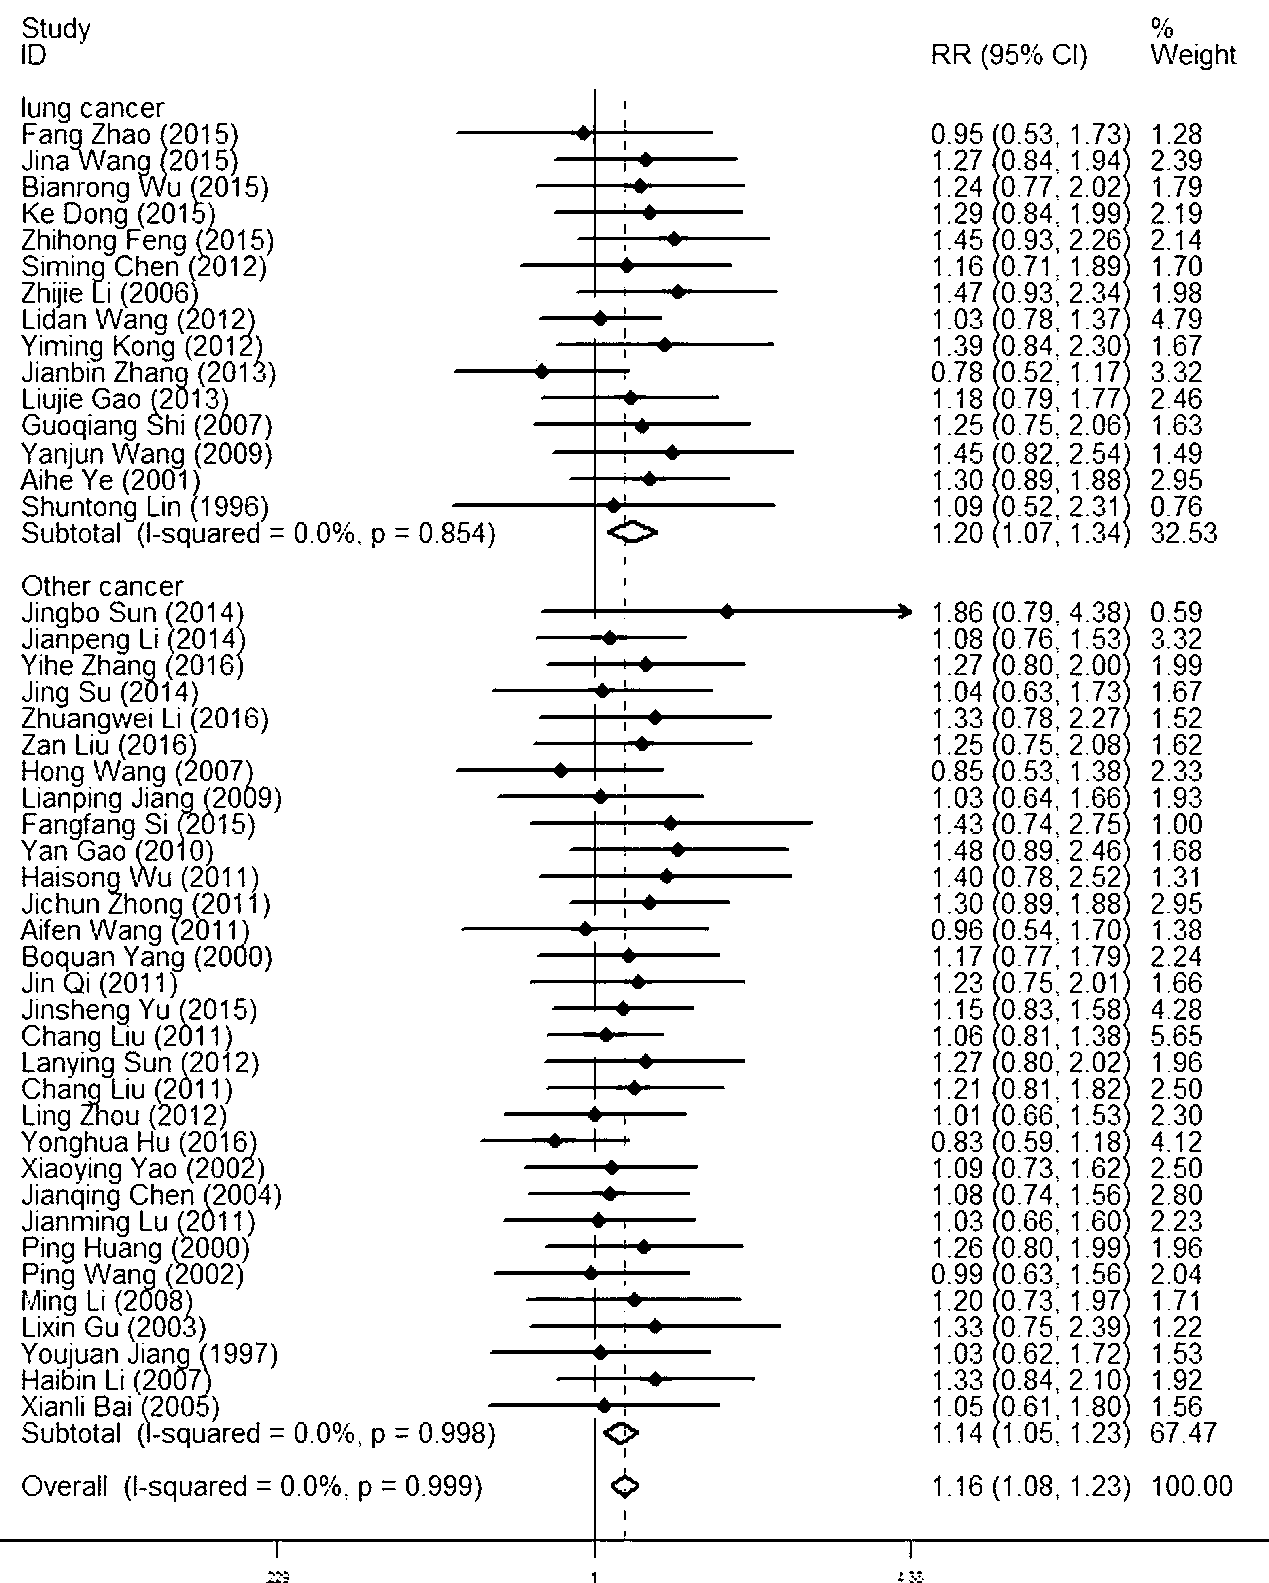 Study ID RR (95% CI) % Weight
lung cancer
Fang Zhao (2015) 0.95 (0.53, 1.73) 1.28
Jina Wang (2015) 1.27 (0.84, 1.94) 2.39
Bianrong Wu (2015) 1.24 (0.77, 2.02) 1.79
Ke Dong (2015) 1.29 (0.84, 1.99) 2.19
Zhihong Feng (2015) 1.45 (0.93, 2.26) 2.14
Siming Chen (2012) 1.16 (0.71, 1.89) 1.70
Zhijie Li (2006) 1.47 (0.93, 2.34) 1.98
Lidan Wang (2012) 1.03 (0.78, 1.37) 4.79
Yiming Kong (2012) 1.39 (0.84, 2.30) 1.67
Jianbin Zhang (2013) 0.78 (0.52, 1.17) 3.32
Liujie Gao (2013) 1.18 (0.79, 1.77) 2.46
Guoqiang Shi (2007) 1.25 (0.75, 2.06) 1.63
Yanjun Wang (2009) 1.45 (0.82, 2.54) 1.49
Aihe Ye (2001) 1.30 (0.89, 1.88) 2.95
Shuntong Lin (1996) 1.09 (0.52, 2.31) 0.76
Subtotal (I-squared = 0.0%, p = 0.854) 1.20 (1.07, 1.34) 32.53
Other cancer
Jingbo Sun (2014) 1.86 (0.79, 4.38) 0.59
Jianpeng Li (2014) 1.08 (0.76, 1.53) 3.32
Yihe Zhang (2016) 1.27 (0.80, 2.00) 1.99
Jing Su (2014) 1.04 (0.63, 1.73) 1.67
Zhuangwei Li (2016) 1.33 (0.78, 2.27) 1.52
Zan Liu (2016) 1.25 (0.75, 2.08) 1.62
Hong Wang (2007) 0.85 (0.53, 1.38) 2.33
Lianping Jiang (2009) 1.03 (0.64, 1.66) 1.93
Fangfang Si (2015) 1.43 (0.74, 2.75) 1.00
Yan Gao (2010) 1.48 (0.89, 2.46) 1.68
Haisong Wu (2011) 1.40 (0.78, 2.52) 1.31
Jichun Zhong (2011) 1.30 (0.89, 1.88) 2.95
Aifen Wang (2011) 0.96 (0.54, 1.70) 1.38
Boquan Yang (2000) 1.17 (0.77, 1.79) 2.24
Jin Qi (2011) 1.23 (0.75, 2.01) 1.66
Jinsheng Yu (2015) 1.15 (0.83, 1.58) 4.28
Chang Liu (2011) 1.06 (0.81, 1.38) 5.65
Lanying Sun (2012) 1.27 (0.80, 2.02) 1.96
Chang Liu (2011) 1.21 (0.81, 1.82) 2.50
Ling Zhou (2012) 1.01 (0.66, 1.53) 2.30
Yonghua Hu (2016) 0.83 (0.59, 1.18) 4.12
Xiaoying Yao (2002) 1.09 (0.73, 1.62) 2.50
Jianqing Chen (2004) 1.08 (0.74, 1.56) 2.80
Jianming Lu (2011) 1.03 (0.66, 1.60) 2.23
Ping Huang (2000) 1.26 (0.80, 1.99) 1.96
Ping Wang (2002) 0.99 (0.63, 1.56) 2.04
Ming Li (2008) 1.20 (0.73, 1.97) 1.71
Lixin Gu (2003) 1.33 (0.75, 2.39) 1.22
Youjuan Jiang (1997) 1.03 (0.62, 1.72) 1.53
Haibin Li (2007) 1.33 (0.84, 2.10) 1.92
Xianli Bai (2005) 1.05 (0.61, 1.80) 1.56
Subtotal (I-squared = 0.0%, p = 0.998) 1.14 (1.05, 1.23) 67.47
Overall (I-squared = 0.0%, p = 0.999) 1.16 (1.08, 1.23) 100.00
1